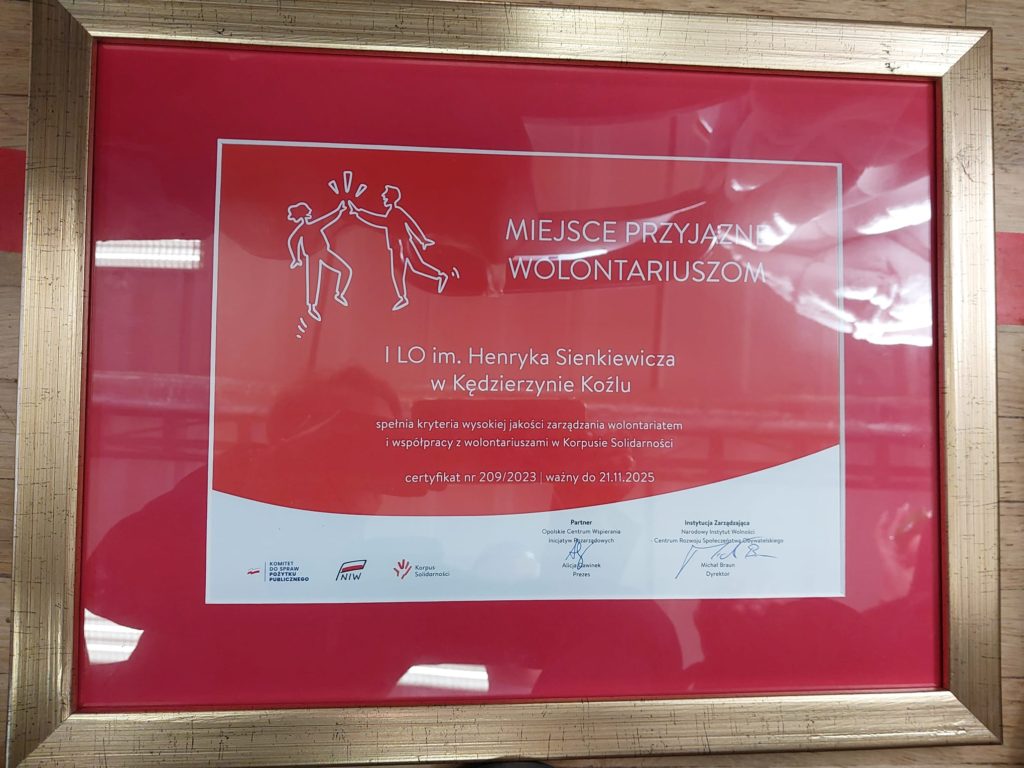 MIEJSCE PRZYJAZNE
WOLONTARIUSZOM
I LO im. Henryka Sienkiewicza
w Kędzierzynie Koźlu
spełnia kryteria wysokiej jakości zarządzania wolontariatem
i współpracy z wolontariuszami w Korpusie Solidarności
certyfikat nr 209/2023 | ważny do 21.11.2025
KOMITET
DO SPRAW
POŻYTKU
PUBLICZNEGO
NIW
Korpus
Solidarności
Partner
Opolskie Centrum Wspierania
Inicjatyw Pozarządowych
Alicja Gawinek
Prezes
Instytucja Zarządzająca
Narodowy Instytut Wolności
- Centrum Rozwoju Społeczeństwa Obywatelskiego
Michał Braun
Dyrektor